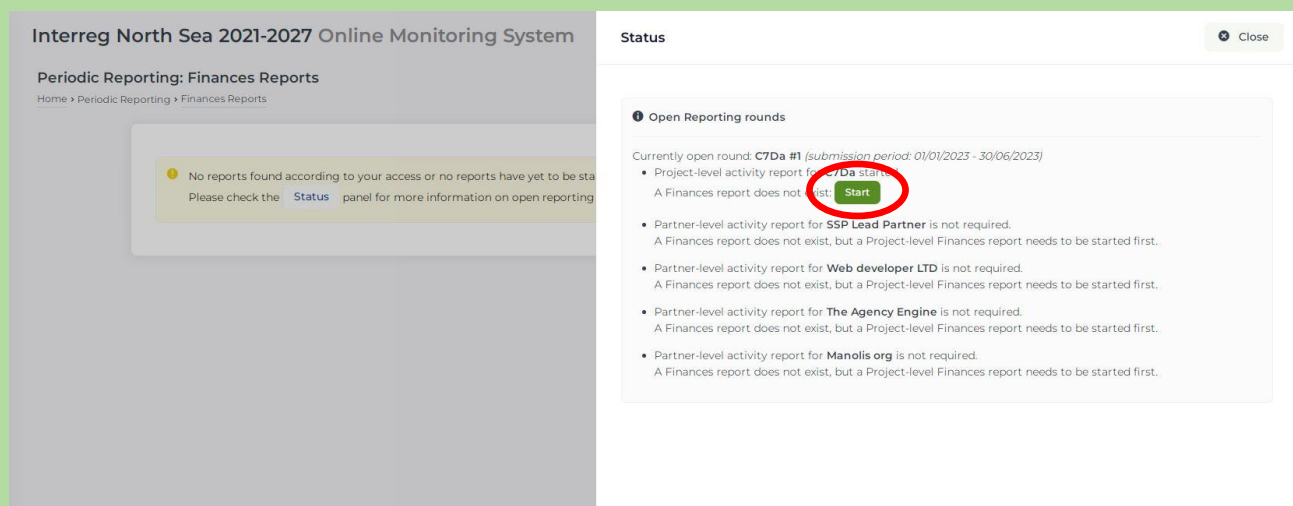 Interreg North Sea 2021-2027 Online Monitoring System
Periodic Reporting: Finances Reports
Home › Periodic Reporting › Finances Reports
No reports found according to your access or no reports have yet to be sta
Please check the Status panel for more information on open reporting
Status
Close
Open Reporting rounds
Currently open round: C7Da #1 (submission period: 01/01/2023 - 30/06/2023)
• Project-level activity report for C7Da started
A Finances report does not exist: Start
• Partner-level activity report for SSP Lead Partner is not required.
A Finances report does not exist, but a Project-level Finances report needs to be started first.
• Partner-level activity report for Web developer LTD is not required.
A Finances report does not exist, but a Project-level Finances report needs to be started first.
• Partner-level activity report for The Agency Engine is not required.
A Finances report does not exist, but a Project-level Finances report needs to be started first.
• Partner-level activity report for Manolis org is not required.
A Finances report does not exist, but a Project-level Finances report needs to be started first.